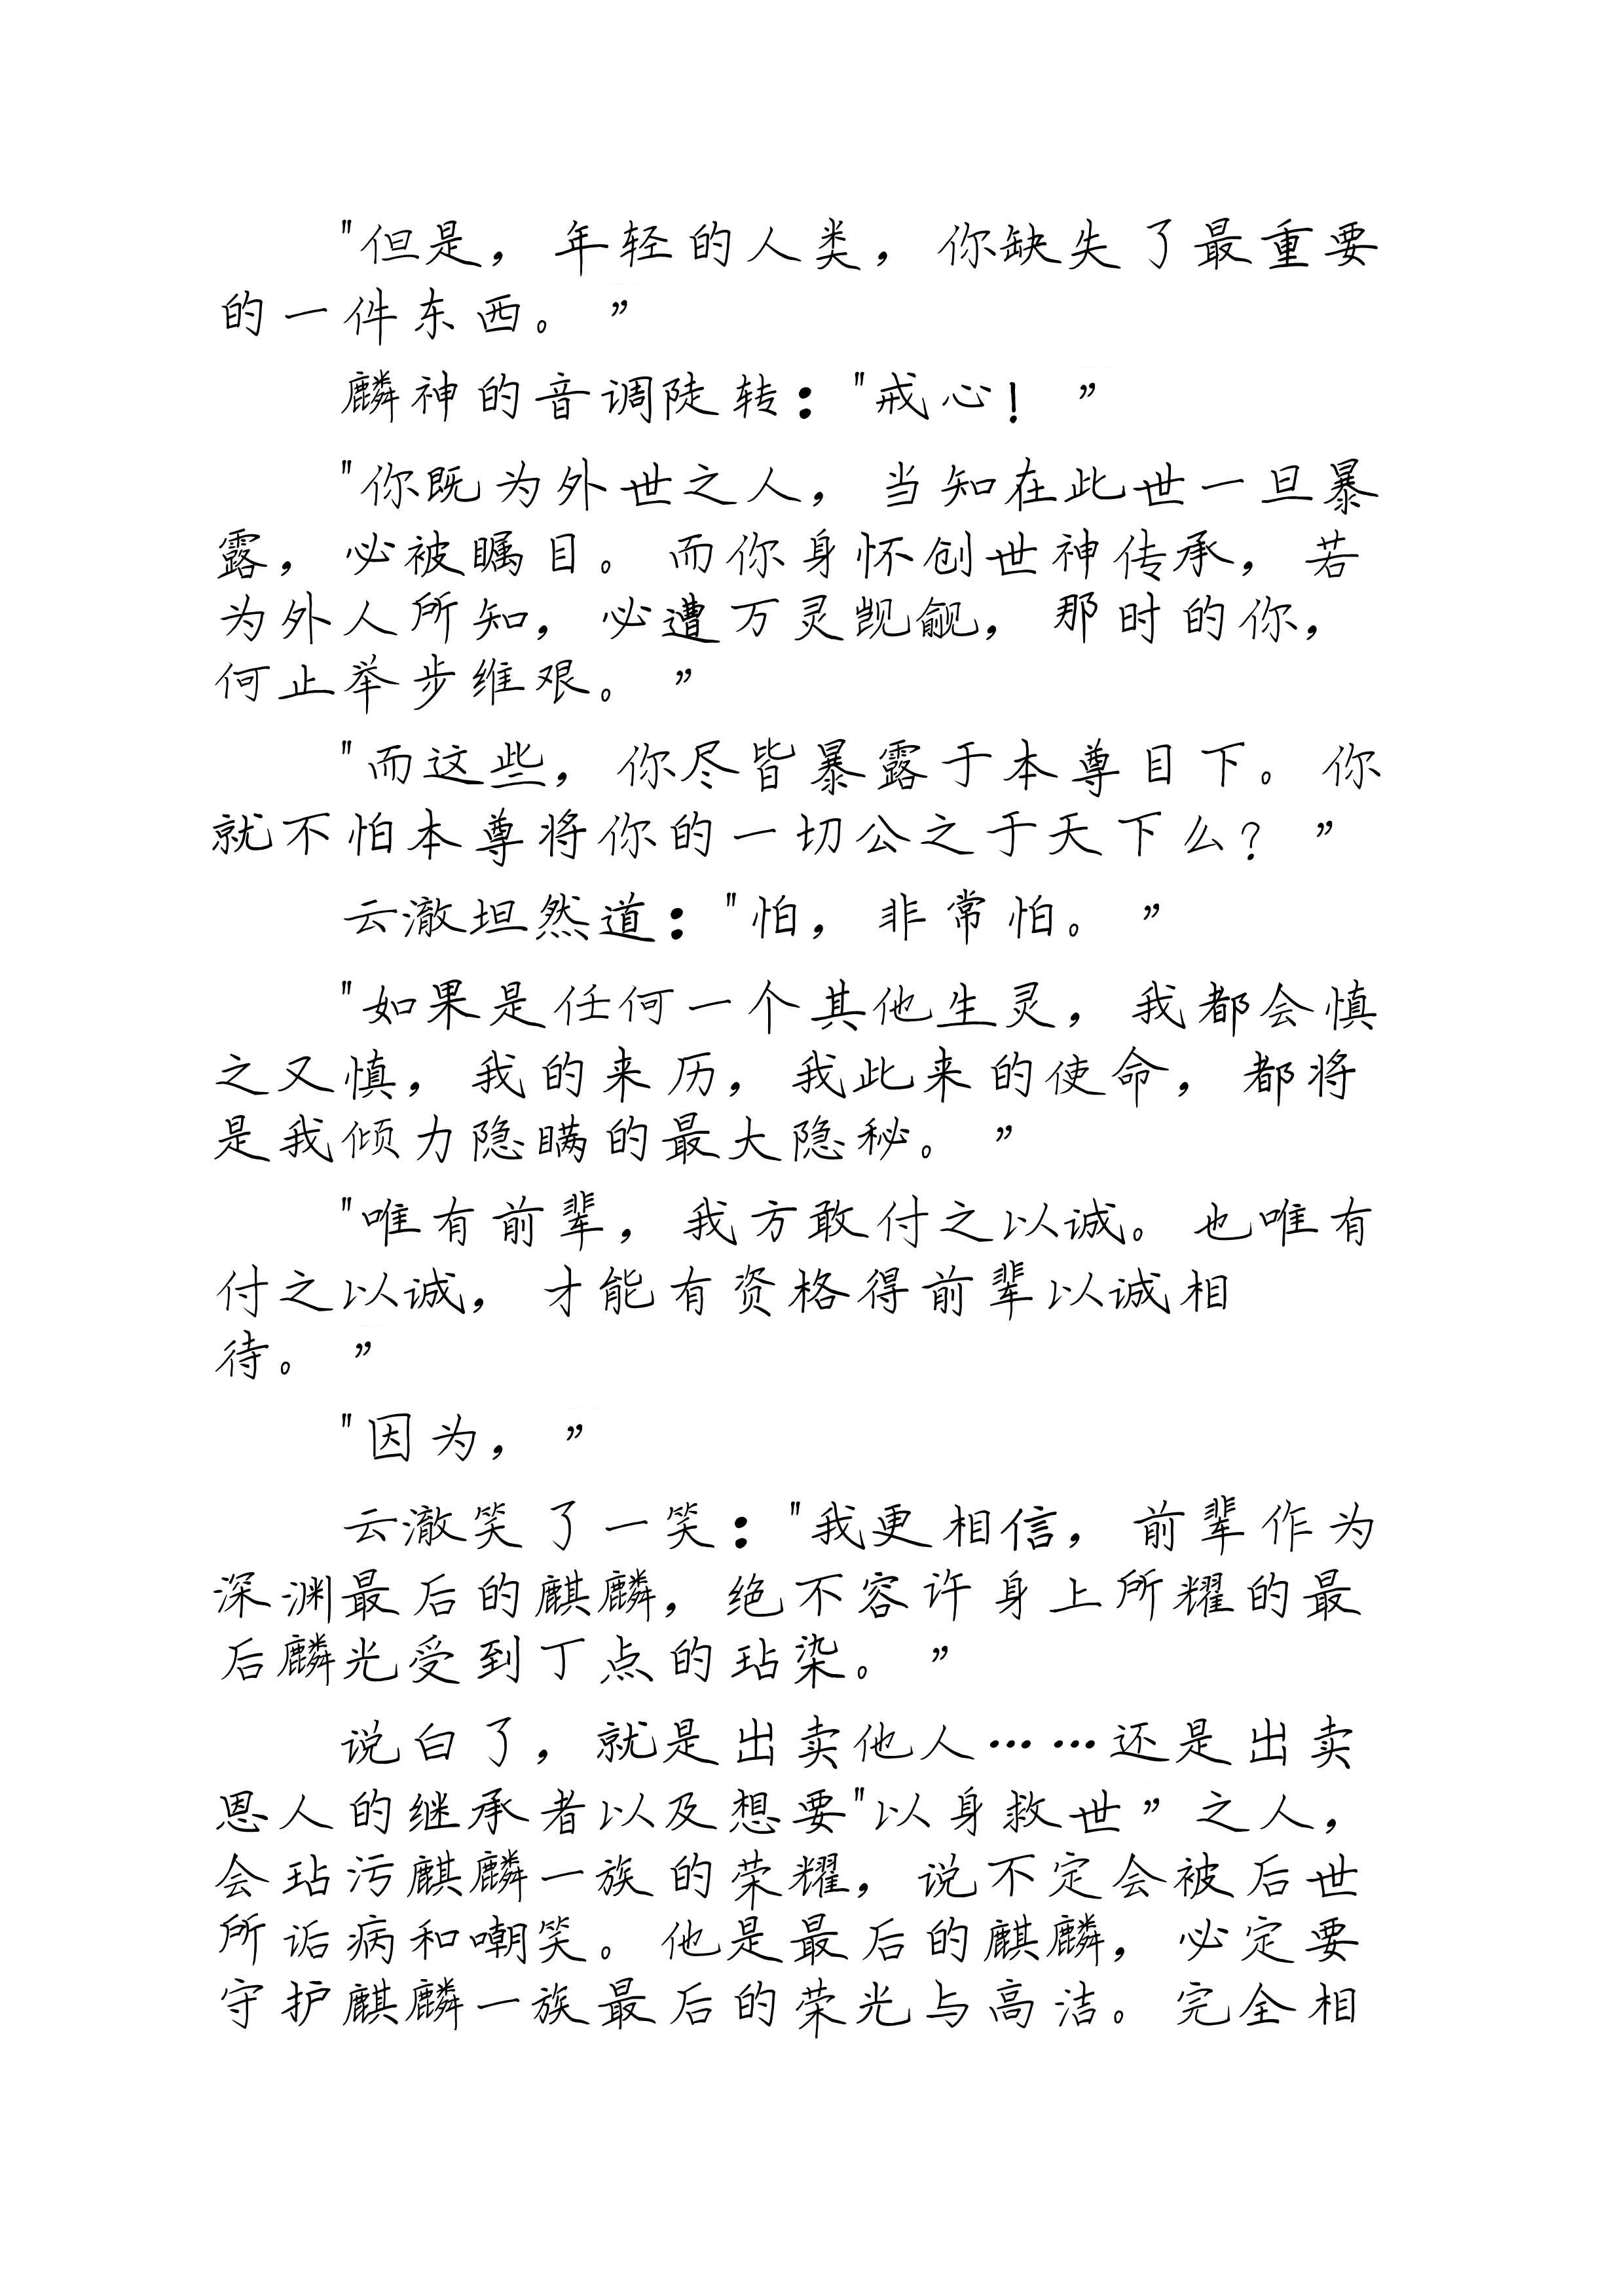 "但是，年轻的人类，你缺失了最重要
的一件东西。”
麟神的音调陡转："戒心！”
"你既为外世之人，当知在此世一旦暴
露，必被瞩目。而你身怀创世神传承，若
为外人所知，必遭万灵觊觎，那时的你，
何止举步维艰。”
"而这些，你尽皆暴露于本尊目下。你
就不怕本尊将你的一切公之于天下么？”
云澈坦然道："怕，非常怕。”
"如果是任何一个其他生灵，我都会慎
之又慎，我的来历，我此来的使命，都将
是我倾力隐瞒的最大隐秘。”
"唯有前辈，我方敢付之以诚。也唯有
付之以诚，才能有资格得前辈以诚相
待。”
"因为，”
云澈笑了一笑："我更相信，前辈作为
深渊最后的麒麟，绝不容许身上所耀的最
后麟光受到丁点的玷染。”
说白了，就是出卖他人……还是出卖
恩人的继承者以及想要"以身救世”之人，
会玷污麒麟一族的荣耀，说不定会被后世
所诟病和嘲笑。他是最后的麒麟，必定要
守护麒麟一族最后的荣光与高洁。完全相